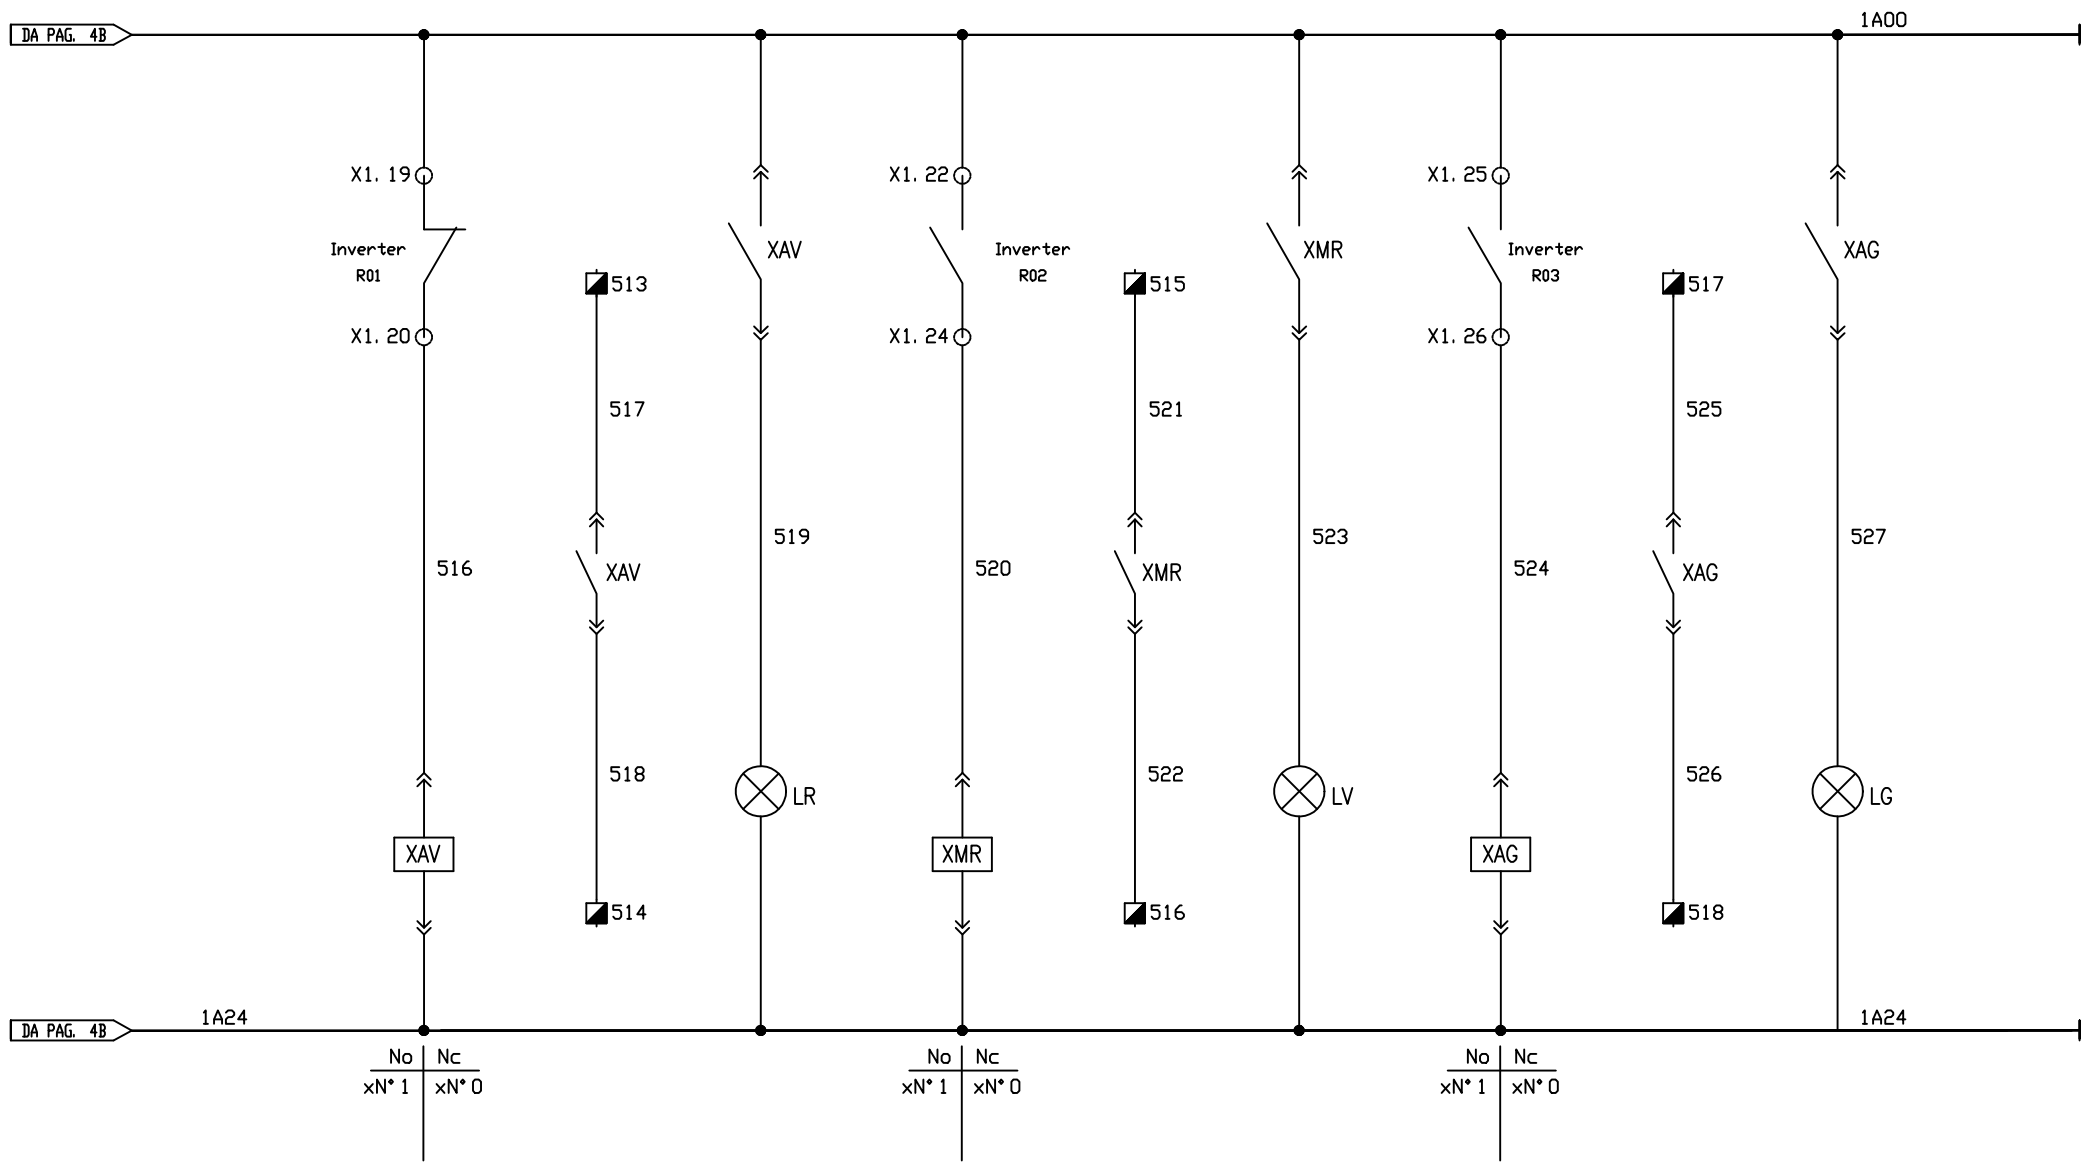 DA PAG. 4B
1A00
X1. 19
X1. 22
X1. 25
Inverter
R01
XAV
Inverter
R02
XMR
Inverter
R03
XAG
513
515
517
X1. 20
X1. 24
X1. 26
517
521
525
519
523
527
516
XAV
520
XMR
524
XAG
518
522
526
LR
LV
LG
XAV
XMR
XAG
514
516
518
DA PAG. 4B
1A24
1A24
No Nc
xN° 1 xN° 0
No Nc
xN° 1 xN° 0
No Nc
xN° 1 xN° 0